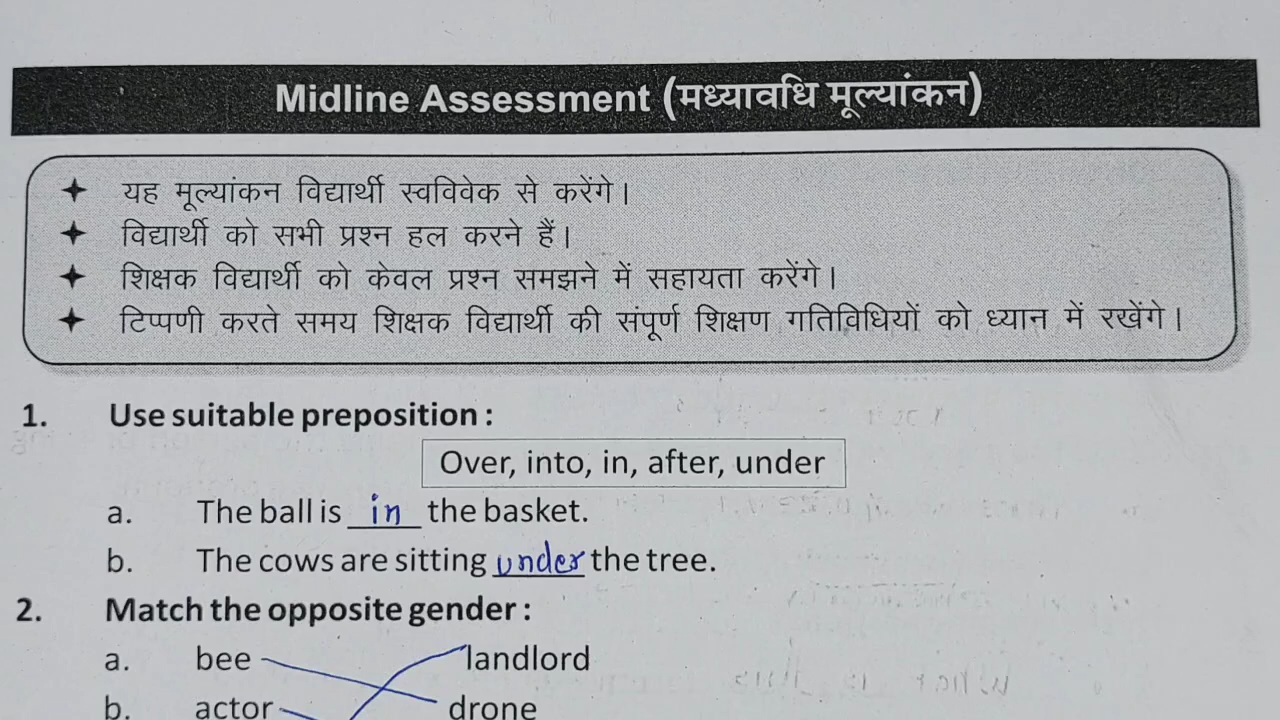 Midline Assessment (मध्यावधि मूल्यांकन)
यह मूल्यांकन विद्यार्थी स्वविवेक से करेंगे।
विद्यार्थी को सभी प्रश्न हल करने हैं।
शिक्षक विद्यार्थी को केवल प्रश्न समझने में सहायता करेंगे।
टिप्पणी करते समय शिक्षक विद्यार्थी की संपूर्ण शिक्षण गतिविधियों को ध्यान में रखेंगे।
1. Use suitable preposition :
Over, into, in, after, under
a. The ball is in the basket.
b. The cows are sitting under the tree.
2. Match the opposite gender :
a. bee landlord
b. actor drone